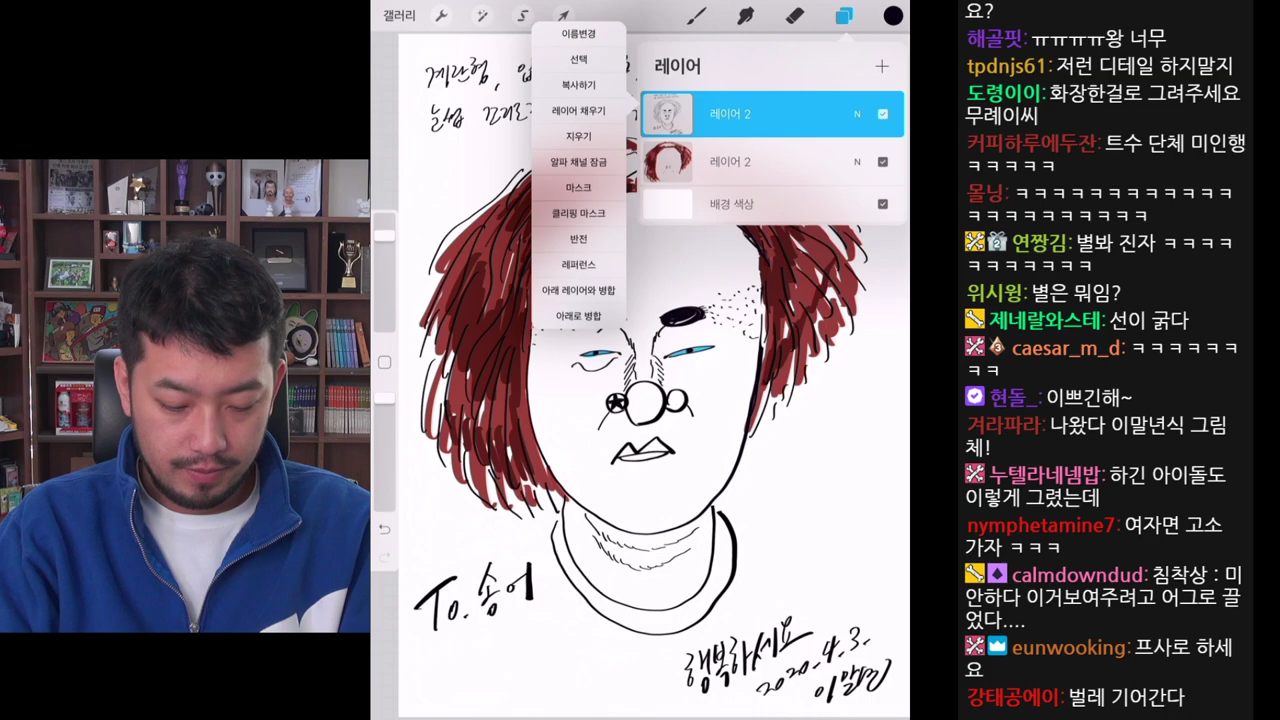 갤러리
이름변경
선택
복사하기
레이어 채우기
지우기
알파 채널 잠금
마스크
클리핑 마스크
반전
레퍼런스
아래 레이어와 병합
아래로 병합
레이어
레이어 2
N
레이어 2
N
배경 색상
계란형,
눈썹
To. 송어
행복하세요
2020. 4. 3.
이말년
요?
해골핏: ㅠㅠㅠㅠ왕 너무
tpdnjs61: 저런 디테일 하지말지
도령이이: 화장한걸로 그려주세요
무례이씨
커피하루에두잔: 트수 단체 미인행
ㅋㅋㅋㅋㅋ
몰닝: ㅋㅋㅋㅋㅋㅋㅋㅋㅋㅋㅋㅋ
ㅋㅋㅋㅋㅋㅋㅋㅋㅋㅋ
연짱김: 별봐 진자 ㅋㅋㅋㅋ
ㅋㅋㅋㅋㅋㅋㅋ
위시윙: 별은 뭐임?
제네랄와스테: 선이 굵다
caesar_m_d: ㅋㅋㅋㅋㅋㅋ
ㅋㅋ
현돌_: 이쁘긴해~
겨라파라: 나왔다 이말년식 그림
체!
누텔라네넴밥: 하긴 아이돌도
이렇게 그렸는데
nymphetamine7: 여자면 고소
가자 ㅋㅋㅋ
calmdowndud: 침착상 : 미
안하다 이거보여주려고 어그로 끌
었다....
eunwooking: 프사로 하세
요
강태공에이: 벌레 기어간다